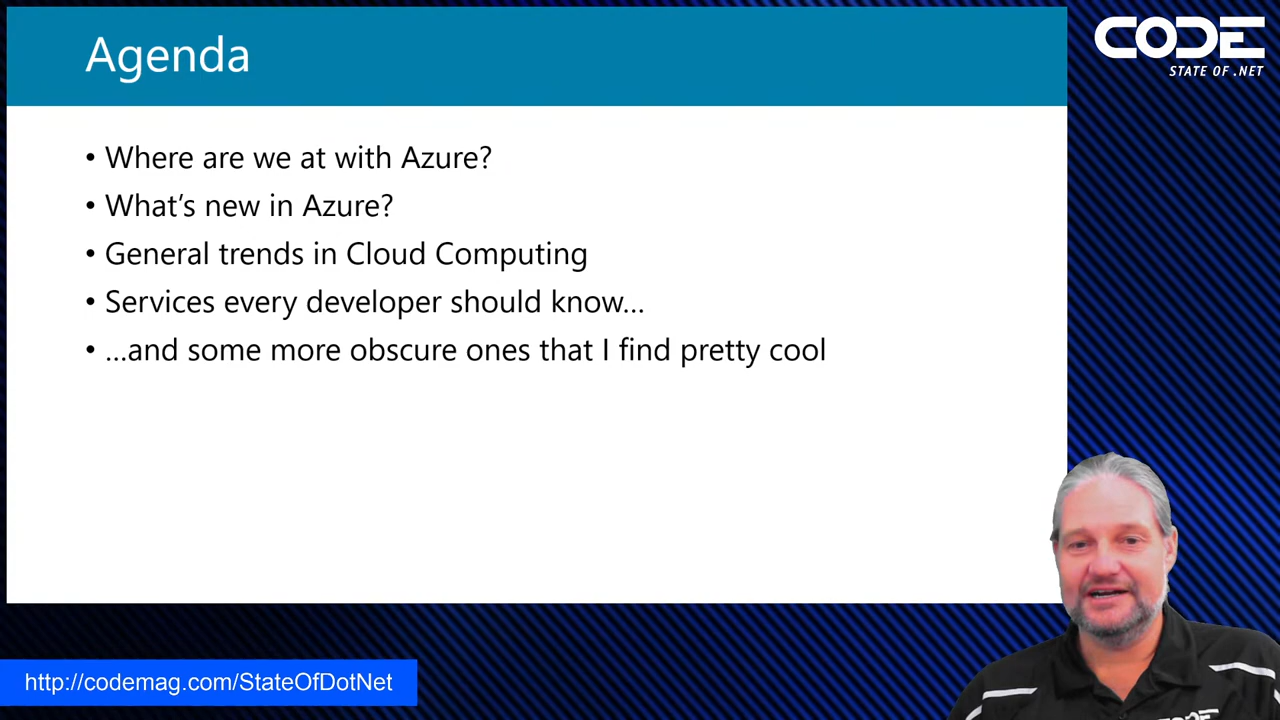 Agenda
CODE
STATE OF .NET
• Where are we at with Azure?
• What’s new in Azure?
• General trends in Cloud Computing
• Services every developer should know…
• …and some more obscure ones that I find pretty cool
http://codemag.com/StateOfDotNet